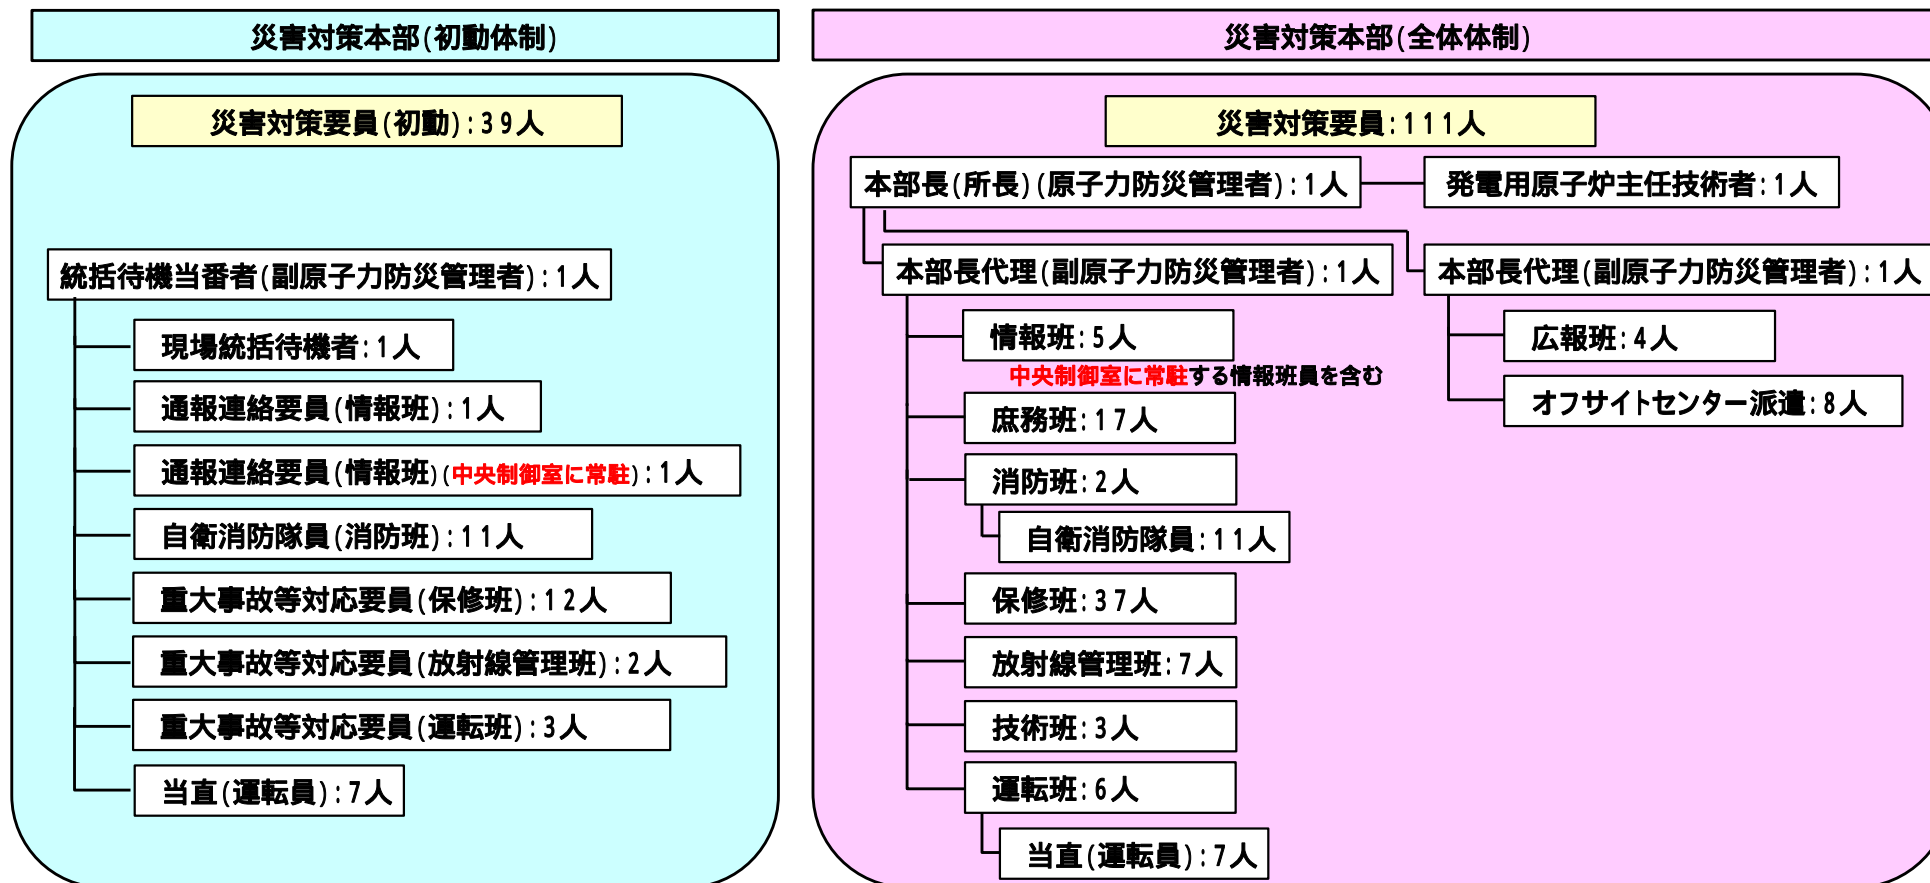 災害対策本部(初動体制)
災害対策要員(初動):39人
統括待機当番者(副原子力防災管理者):1人
現場統括待機者:1人
通報連絡要員(情報班):1人
通報連絡要員(情報班)(中央制御室に常駐):1人
自衛消防隊員(消防班):11人
重大事故等対応要員(保修班):12人
重大事故等対応要員(放射線管理班):2人
重大事故等対応要員(運転班):3人
当直(運転員):7人
災害対策本部(全体体制)
災害対策要員:111人
本部長(所長)(原子力防災管理者):1人
発電用原子炉主任技術者:1人
本部長代理(副原子力防災管理者):1人
本部長代理(副原子力防災管理者):1人
情報班:5人
中央制御室に常駐する情報班員を含む
庶務班:17人
消防班:2人
自衛消防隊員:11人
保修班:37人
放射線管理班:7人
技術班:3人
運転班:6人
当直(運転員):7人
広報班:4人
オフサイトセンター派遣:8人